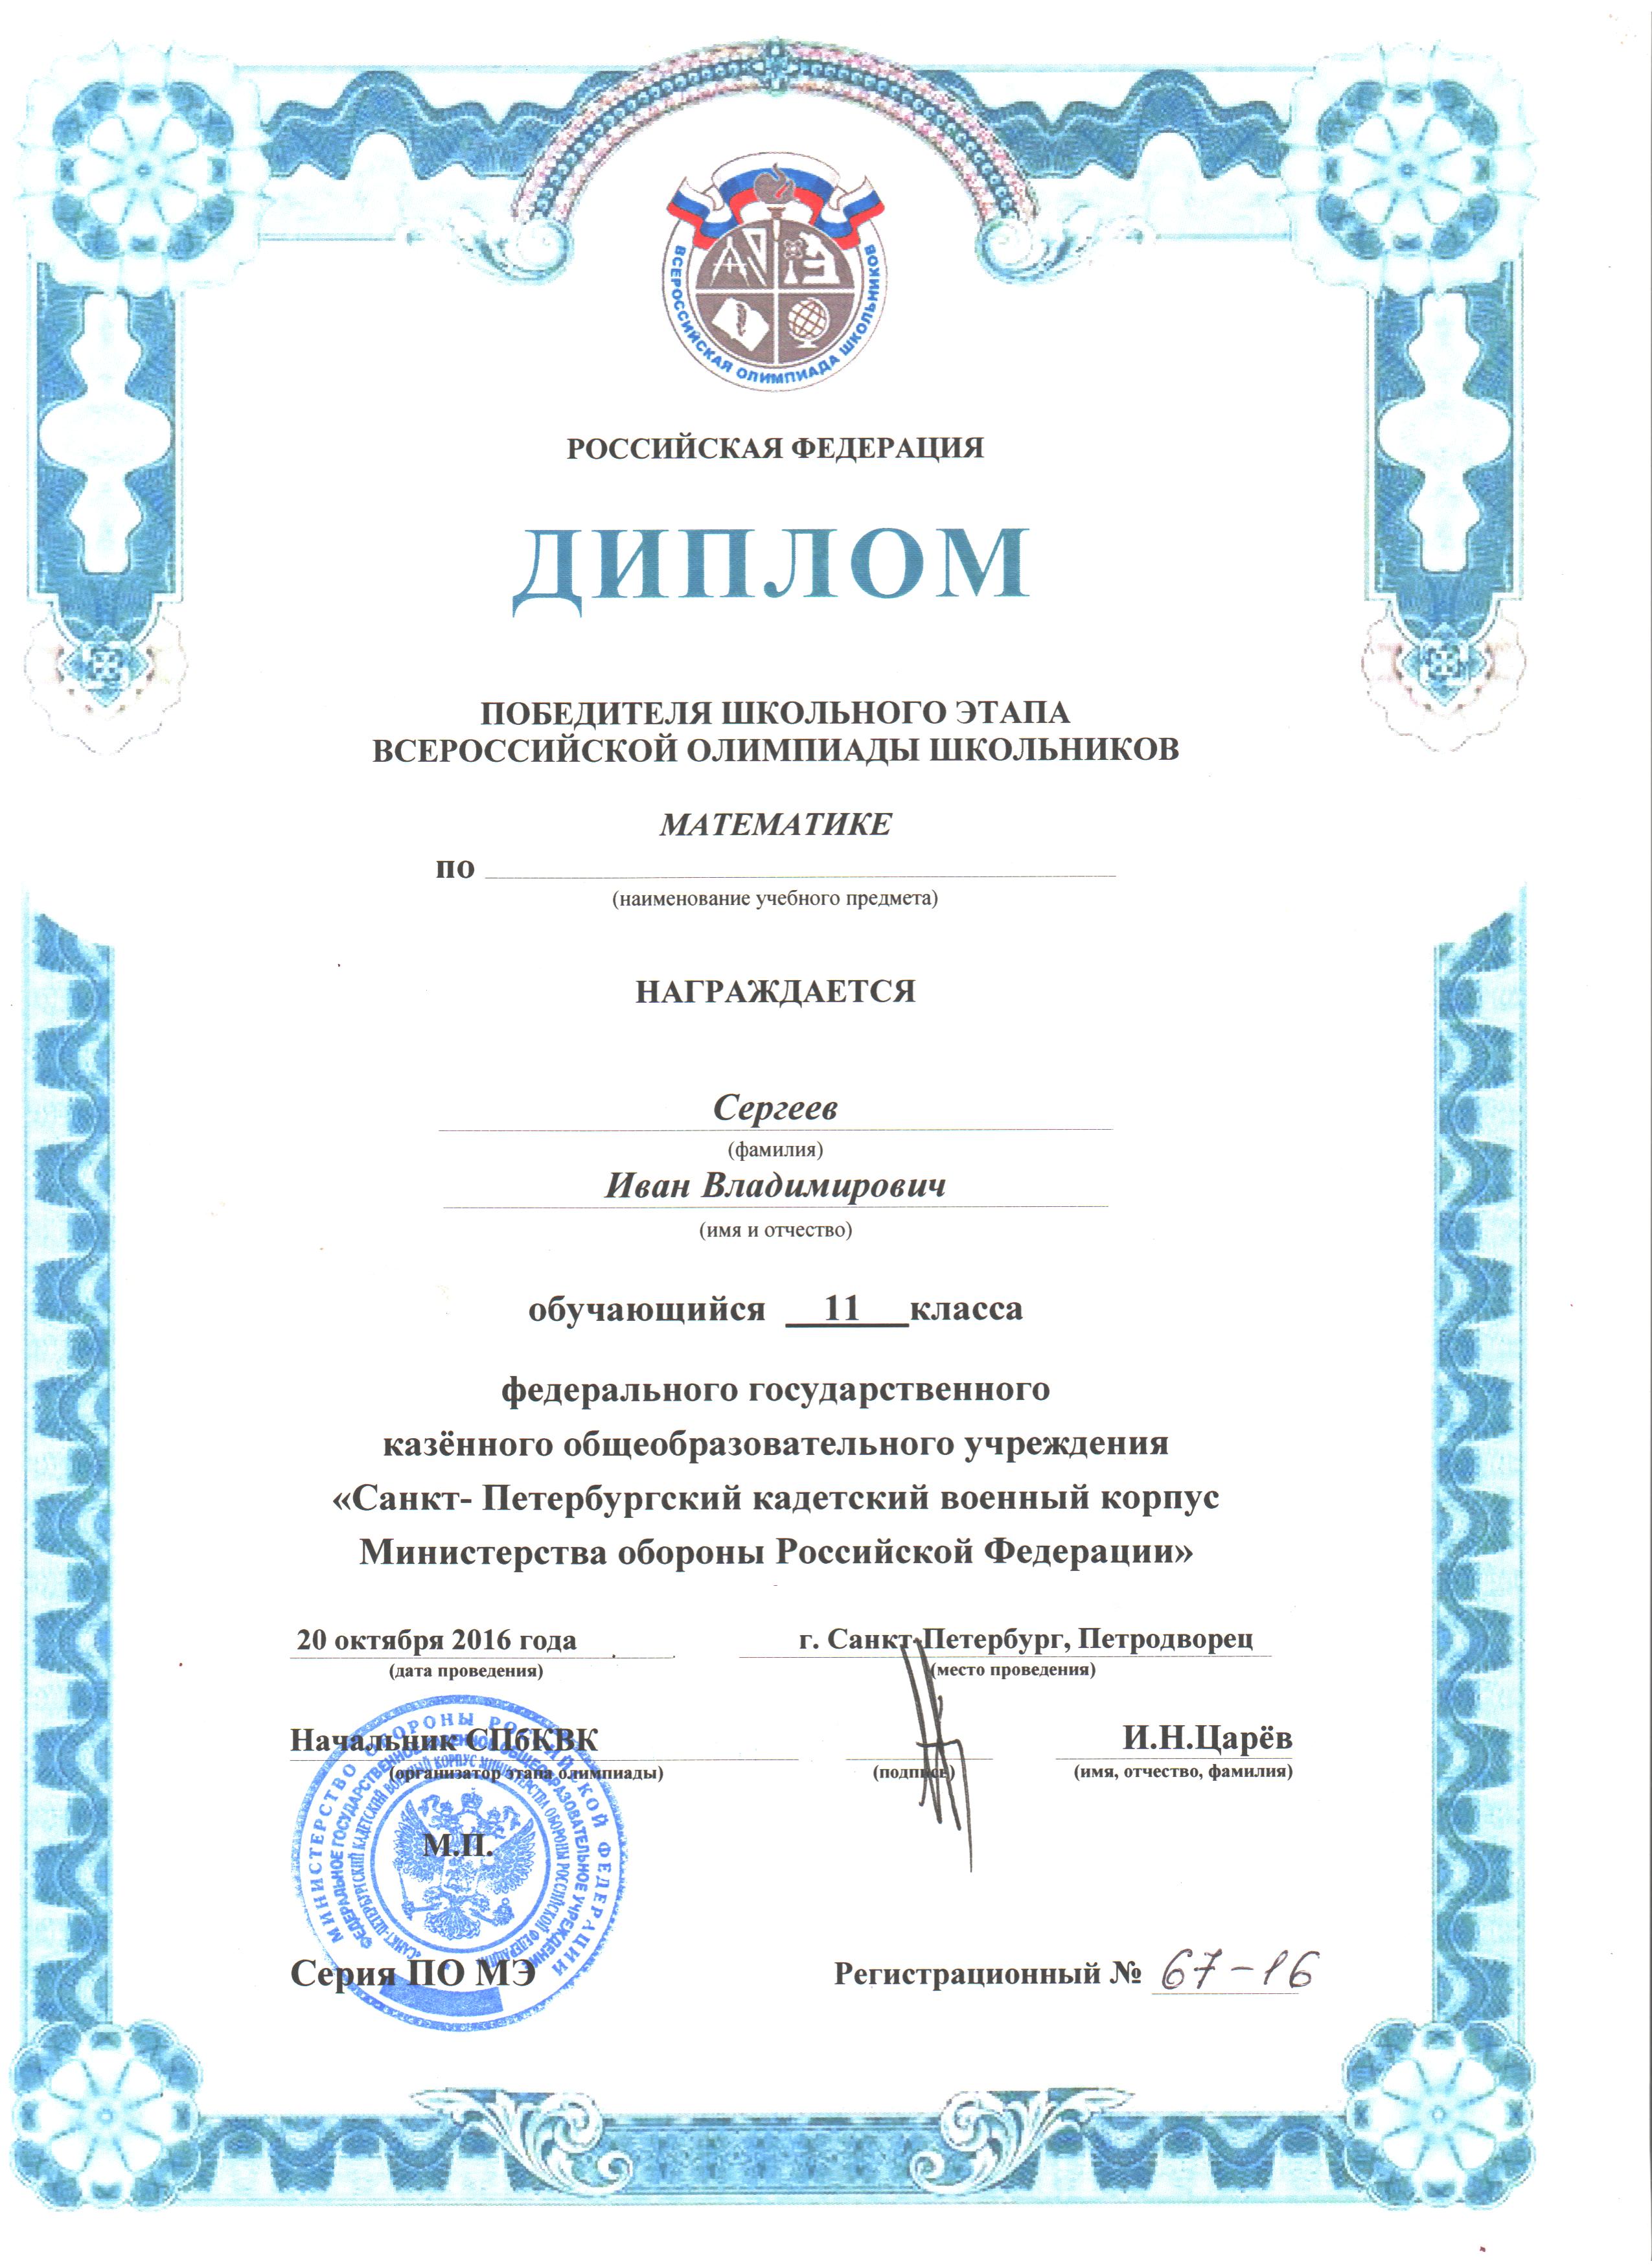 ВСЕРОССИЙСКАЯ ОЛИМПИАДА ШКОЛЬНИКОВ
РОССИЙСКАЯ ФЕДЕРАЦИЯ
ДИПЛОМ
ПОБЕДИТЕЛЯ ШКОЛЬНОГО ЭТАПА
ВСЕРОССИЙСКОЙ ОЛИМПИАДЫ ШКОЛЬНИКОВ
МАТЕМАТИКЕ
по
(наименование учебного предмета)
НАГРАЖДАЕТСЯ
Сергеев
(фамилия)
Иван Владимирович
(имя и отчество)
обучающийся 11 класса
федерального государственного
казённого общеобразовательного учреждения
«Санкт- Петербургский кадетский военный корпус
Министерства обороны Российской Федерации»
20 октября 2016 года г. Санкт-Петербург, Петродворец
(дата проведения) (место проведения)
Начальник СПбКВК И.Н.Царёв
(организатор этапа олимпиады) (подпись) (имя, отчество, фамилия)
МИНИСТЕРСТВО ОБОРОНЫ РОССИЙСКОЙ ФЕДЕРАЦИИ
ФЕДЕРАЛЬНОЕ ГОСУДАРСТВЕННОЕ КАЗЕННОЕ ОБЩЕОБРАЗОВАТЕЛЬНОЕ УЧРЕЖДЕНИЕ
«САНКТ-ПЕТЕРБУРГСКИЙ КАДЕТСКИЙ ВОЕННЫЙ КОРПУС МИНИСТЕРСТВА ОБОРОНЫ РОССИЙСКОЙ ФЕДЕРАЦИИ»
М.П.
Серия ПО МЭ Регистрационный № 67-16